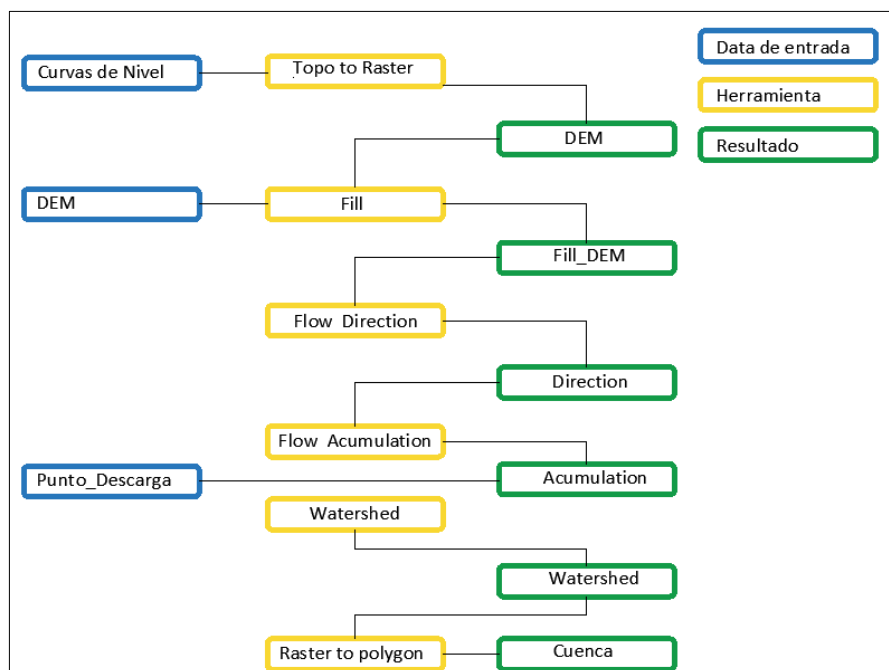 Curvas de Nivel
Topo to Raster
Data de entrada
Herramienta
Resultado
DEM
DEM
Fill
Fill_DEM
Flow Direction
Direction
Flow Acumulation
Punto_Descarga
Acumulation
Watershed
Watershed
Raster to polygon
Cuenca